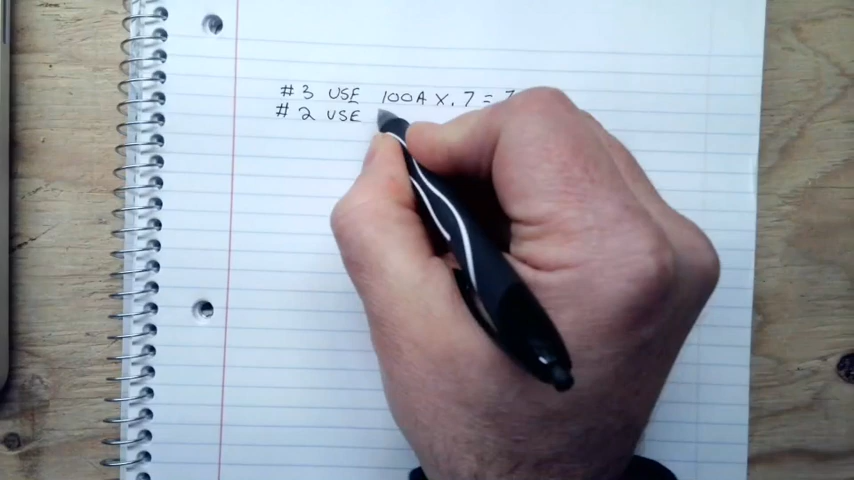 #3 USE 100A X .7 =
#2 USE